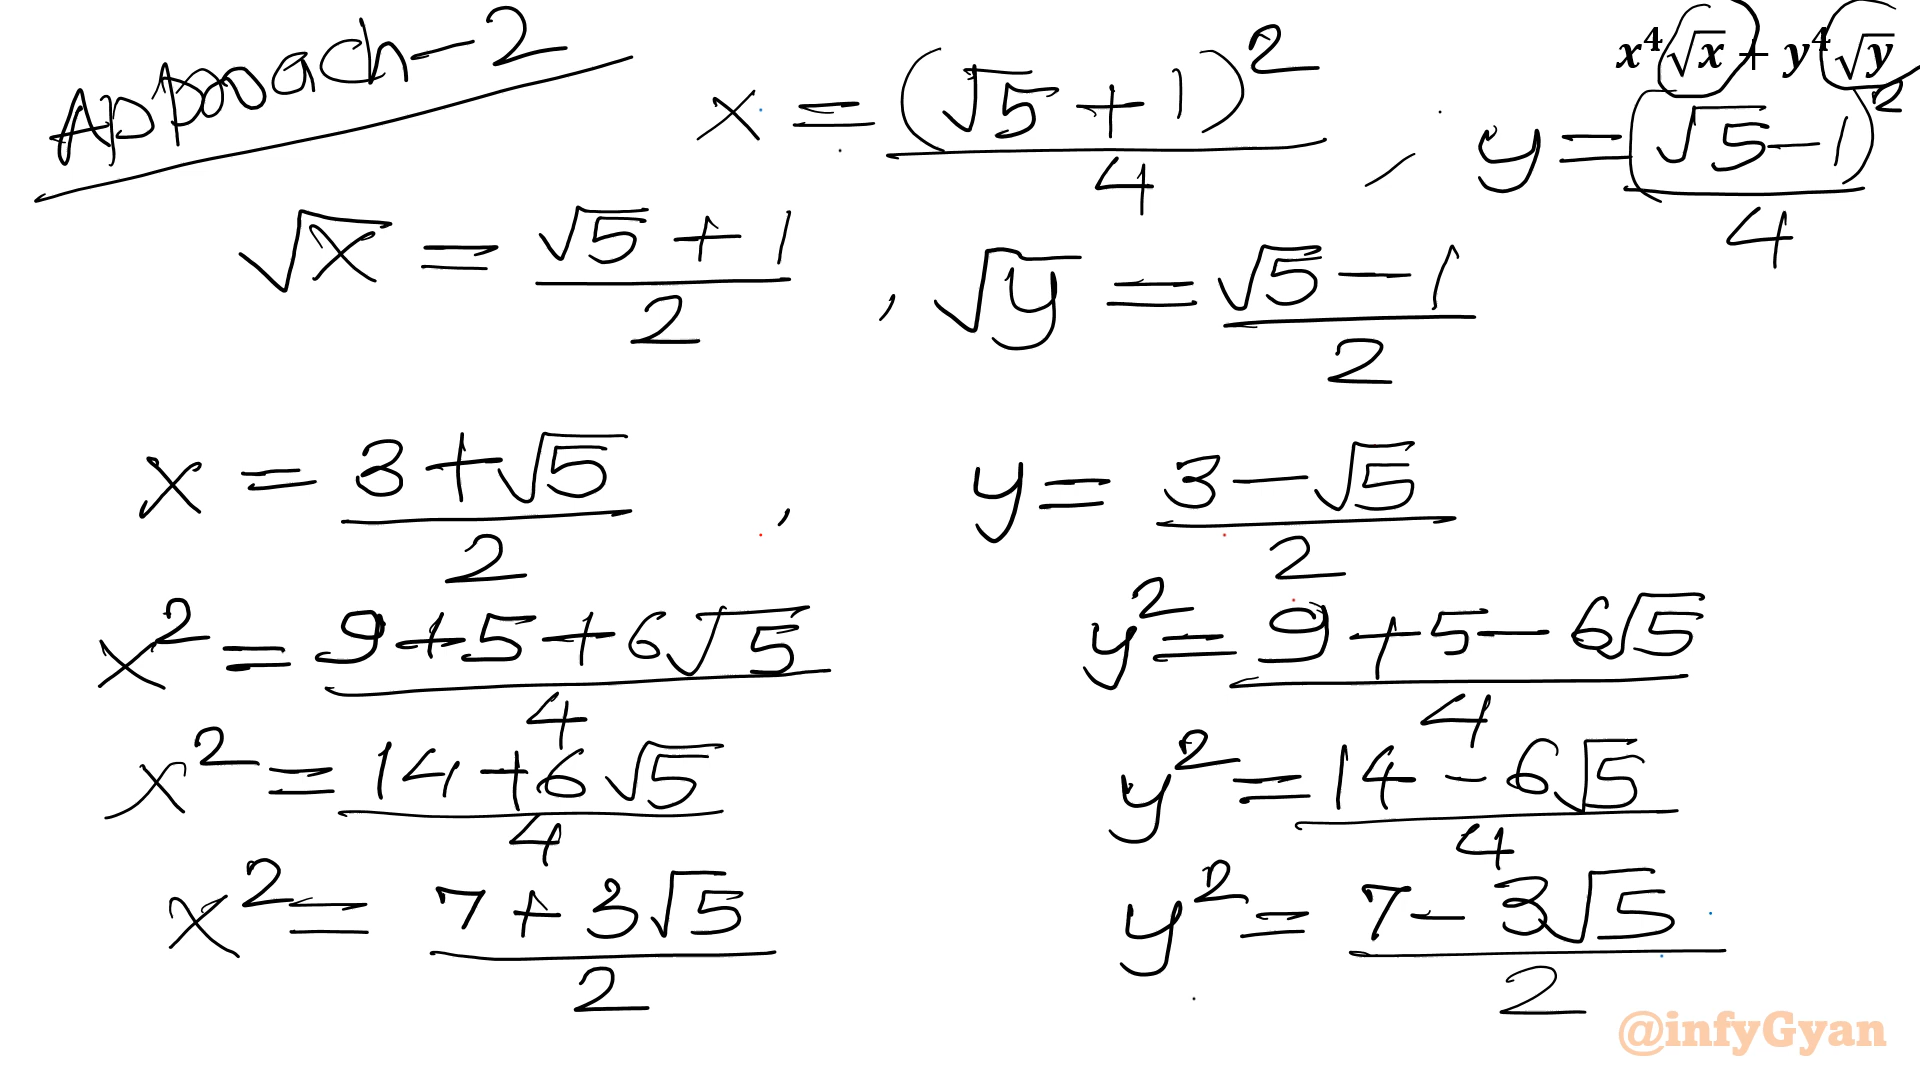 Approach-2
x⁴√x + y⁴√y
x = (√5 + 1)²/4 , y = (√5 - 1)²/4
√x = (√5 + 1)/2 , √y = (√5 - 1)/2
x = (3 + √5)/2 , y = (3 - √5)/2
x² = (9 + 5 + 6√5)/4 y² = (9 + 5 - 6√5)/4
x² = (14 + 6√5)/4 y² = (14 - 6√5)/4
x² = (7 + 3√5)/2 y² = (7 - 3√5)/2
@infyGyan